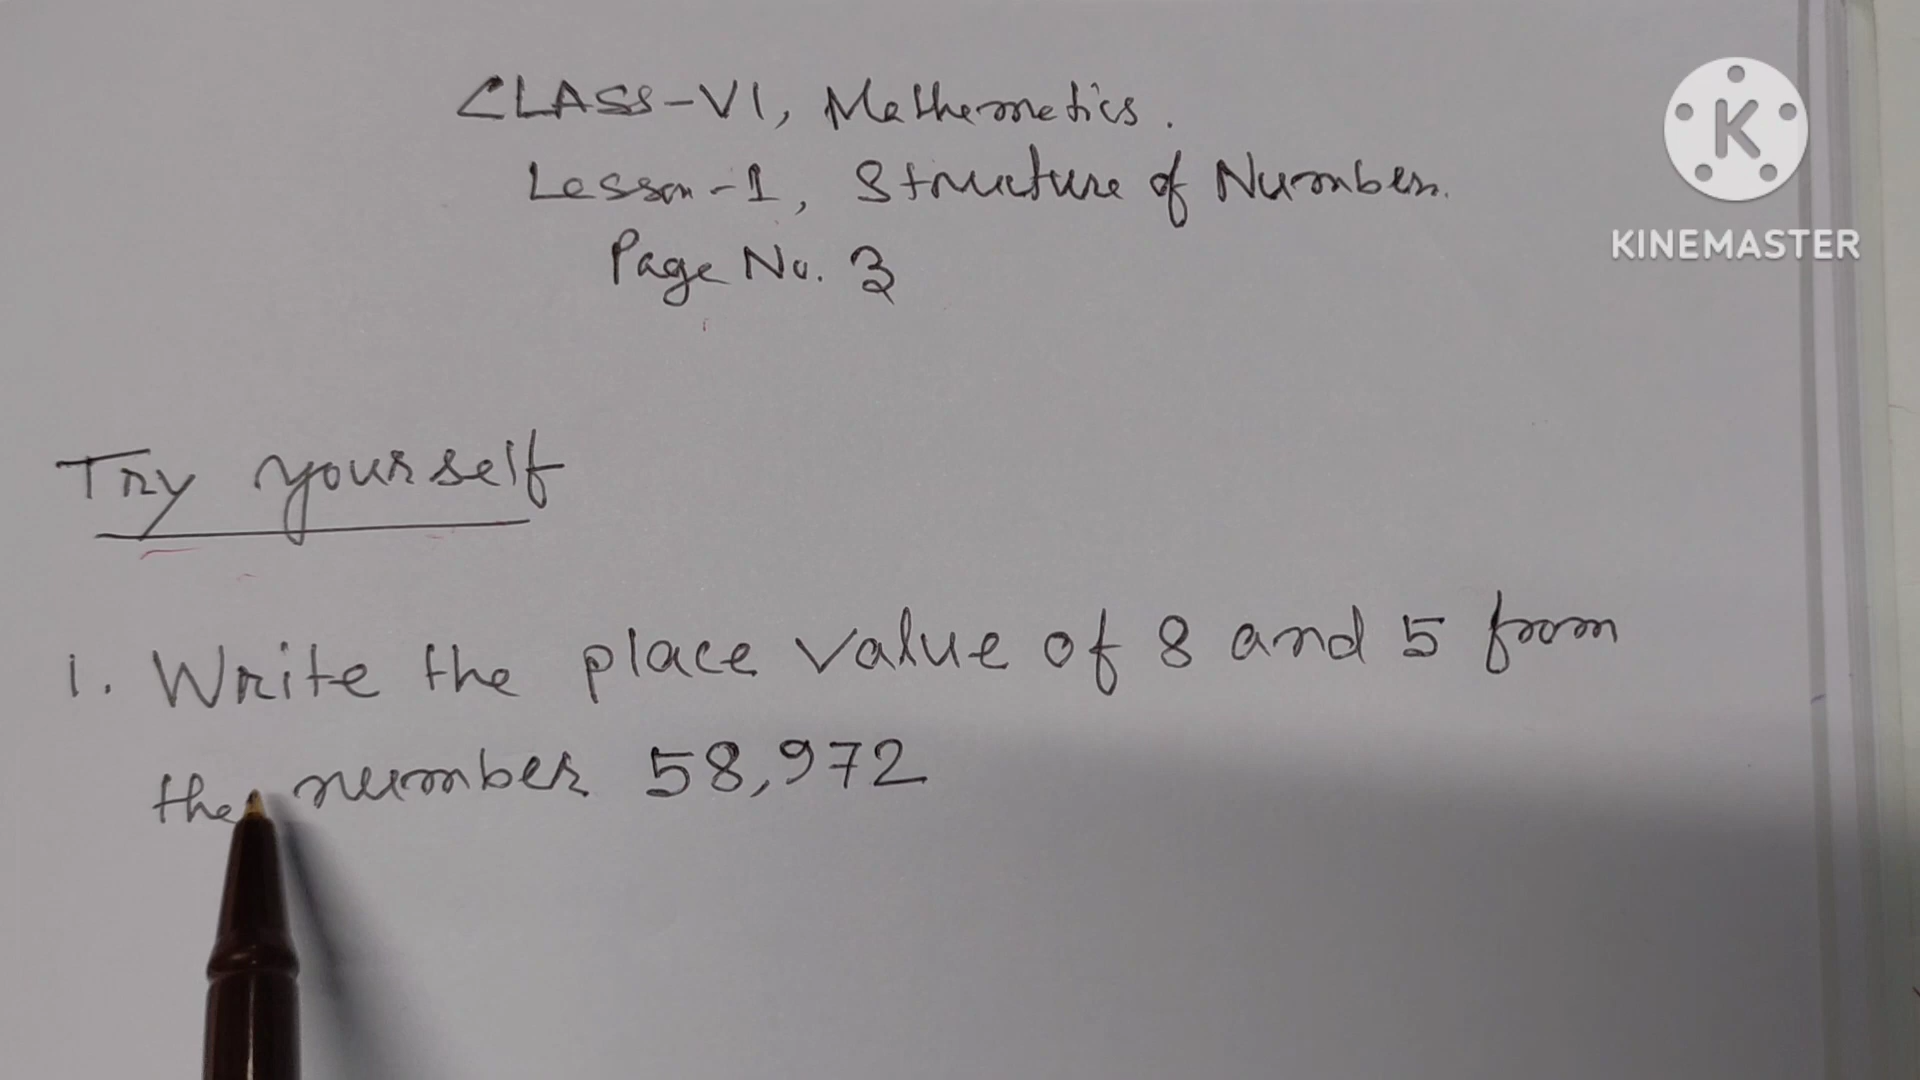 CLASS-VI, Mathematics.
Lesson-1, Structure of Number.
Page No. 3
K
KINEMASTER
Try yourself
1. Write the place value of 8 and 5 from
the number 58,972